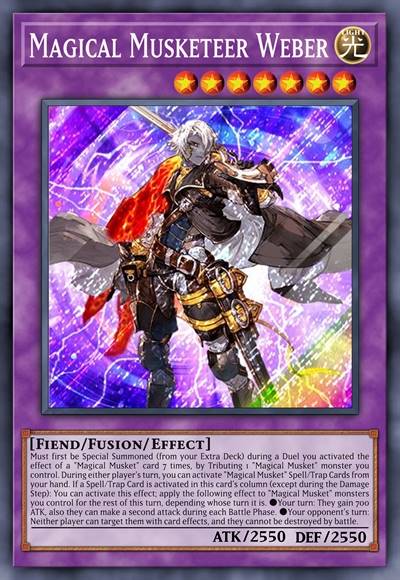 MAGICAL MUSKETEER WEBER
LIGHT
光
[FIEND/FUSION/EFFECT]
Must first be Special Summoned (from your Extra Deck) during a Duel you activated the
effect of a "Magical Musket" card 7 times, by Tributing 1 "Magical Musket" monster you
control. During either player's turn, you can activate "Magical Musket" Spell/Trap Cards from
your hand. If a Spell/Trap Card is activated in this card's column (except during the Damage
Step): You can activate this effect; apply the following effect to "Magical Musket" monsters
you control for the rest of this turn, depending whose turn it is. ●Your turn: They gain 700
ATK, also they can make a second attack during each Battle Phase. ●Your opponent's turn:
Neither player can target them with card effects, and they cannot be destroyed by battle.
ATK/2550 DEF/2550